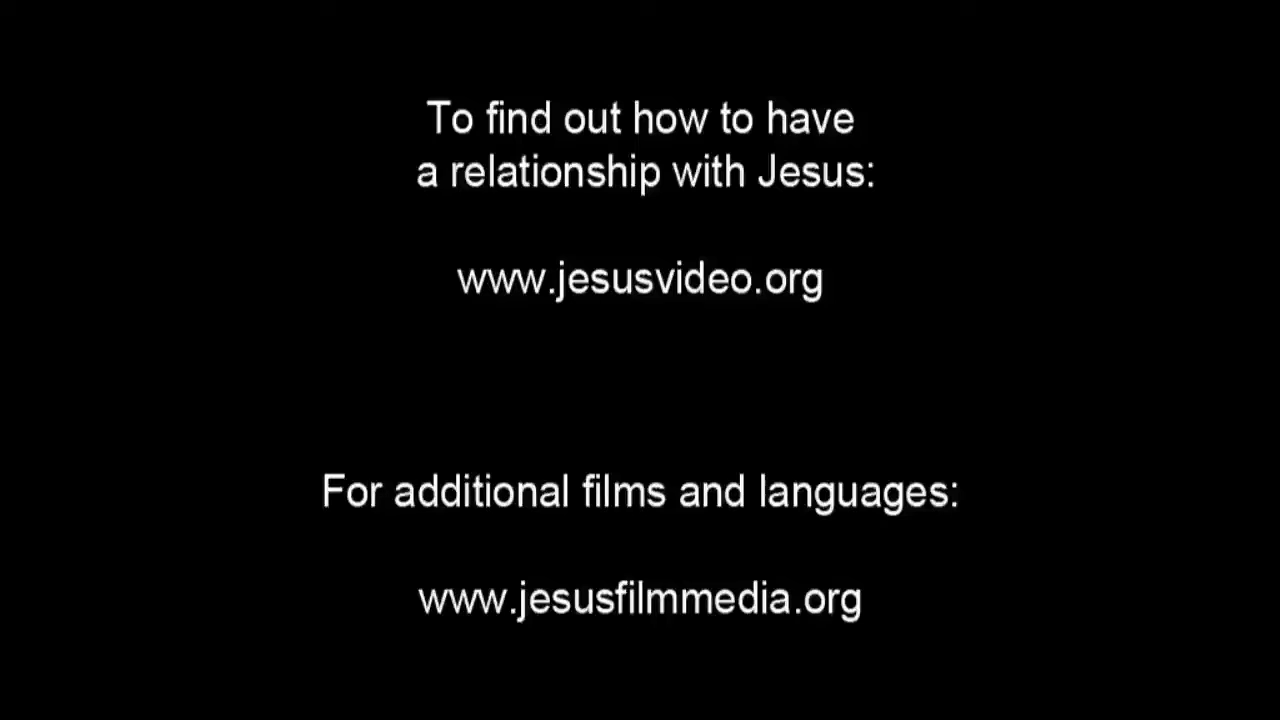 To find out how to have
a relationship with Jesus:
www.jesusvideo.org
For additional films and languages:
www.jesusfilmmedia.org